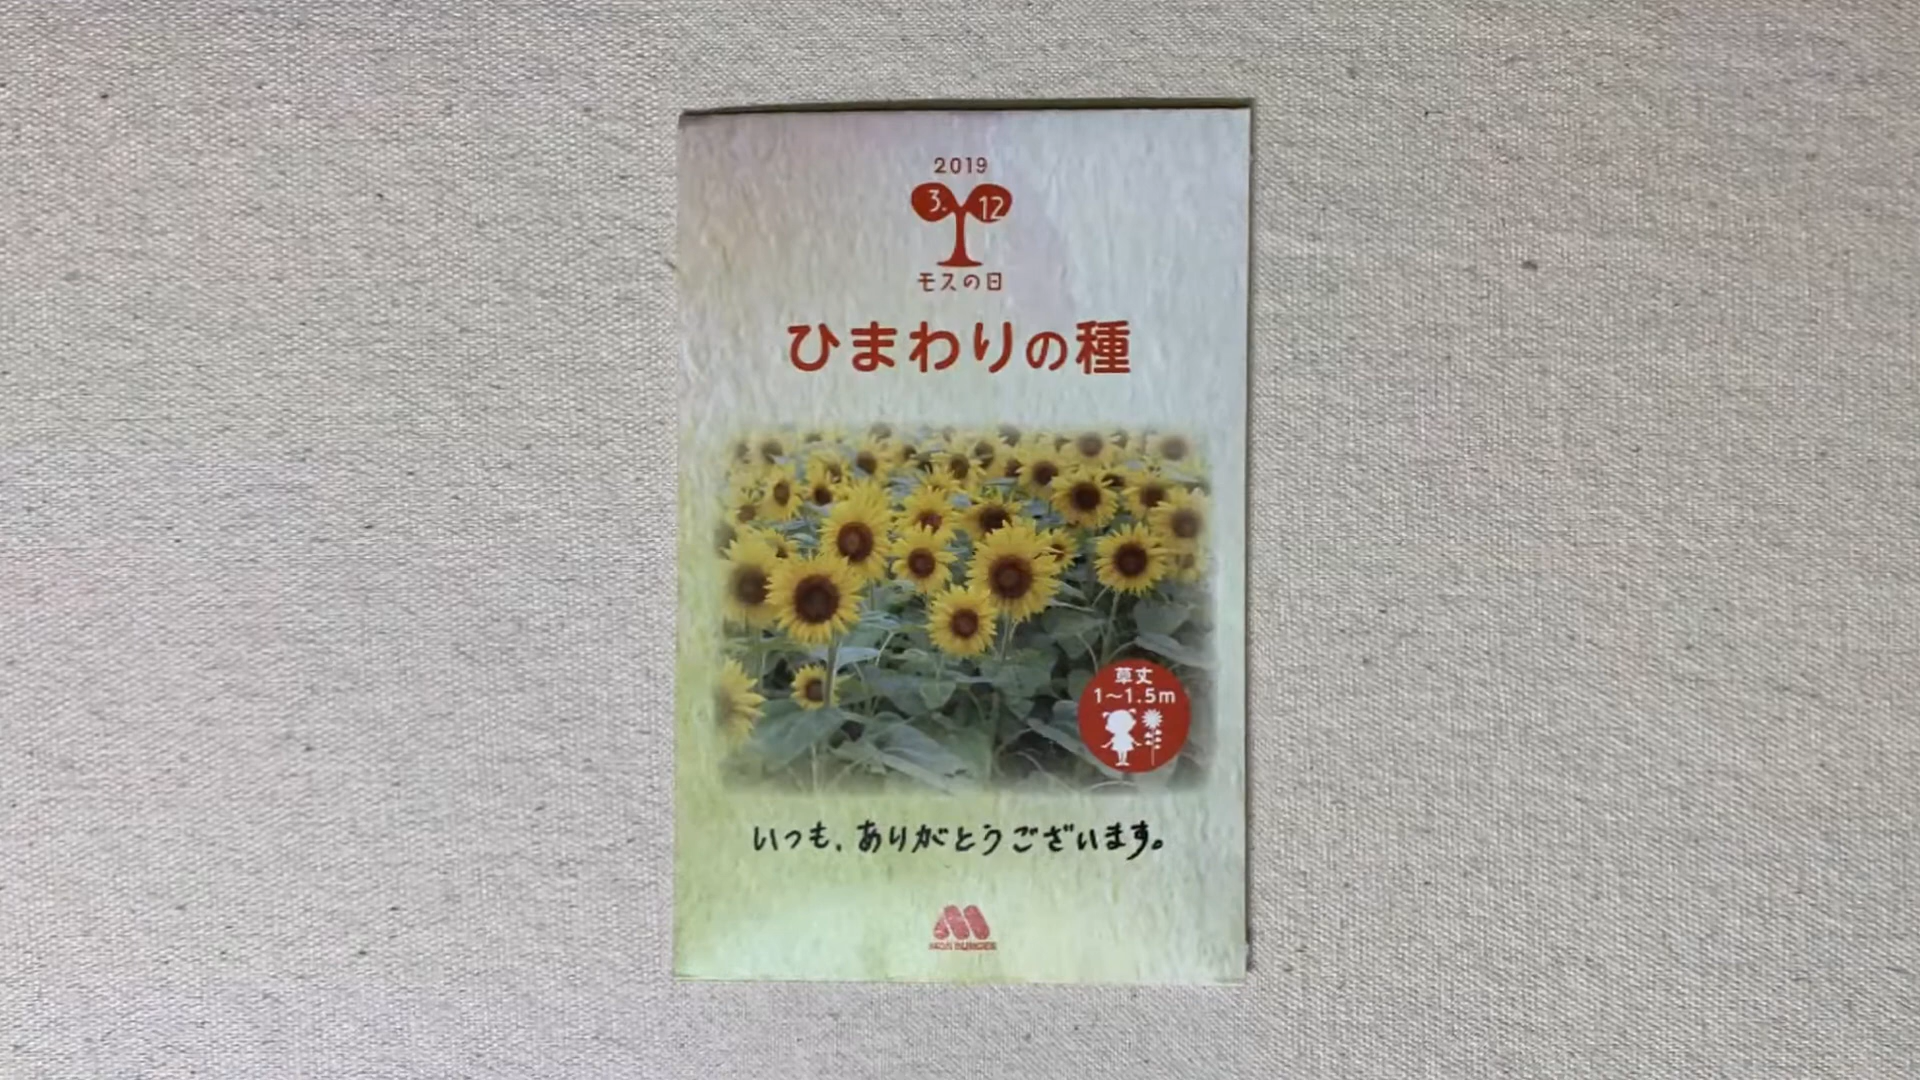 2019
3. 12
モスの日
ひまわりの種
草丈
1〜1.5m
いつも、ありがとうございます。
MOS BURGER